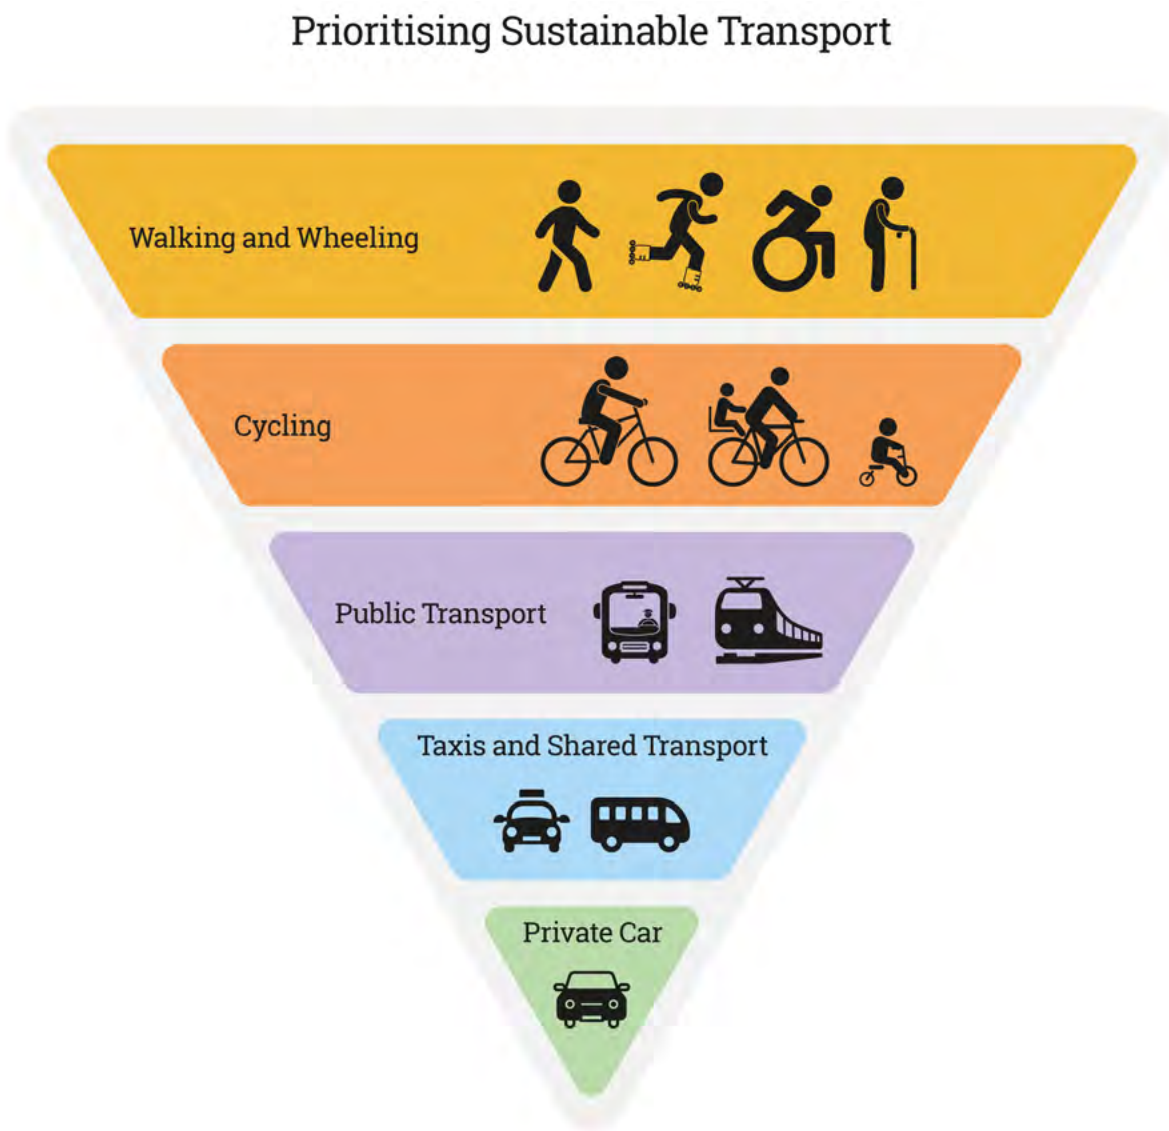 Prioritising Sustainable Transport
Walking and Wheeling
Cycling
Public Transport
Taxis and Shared Transport
Private Car